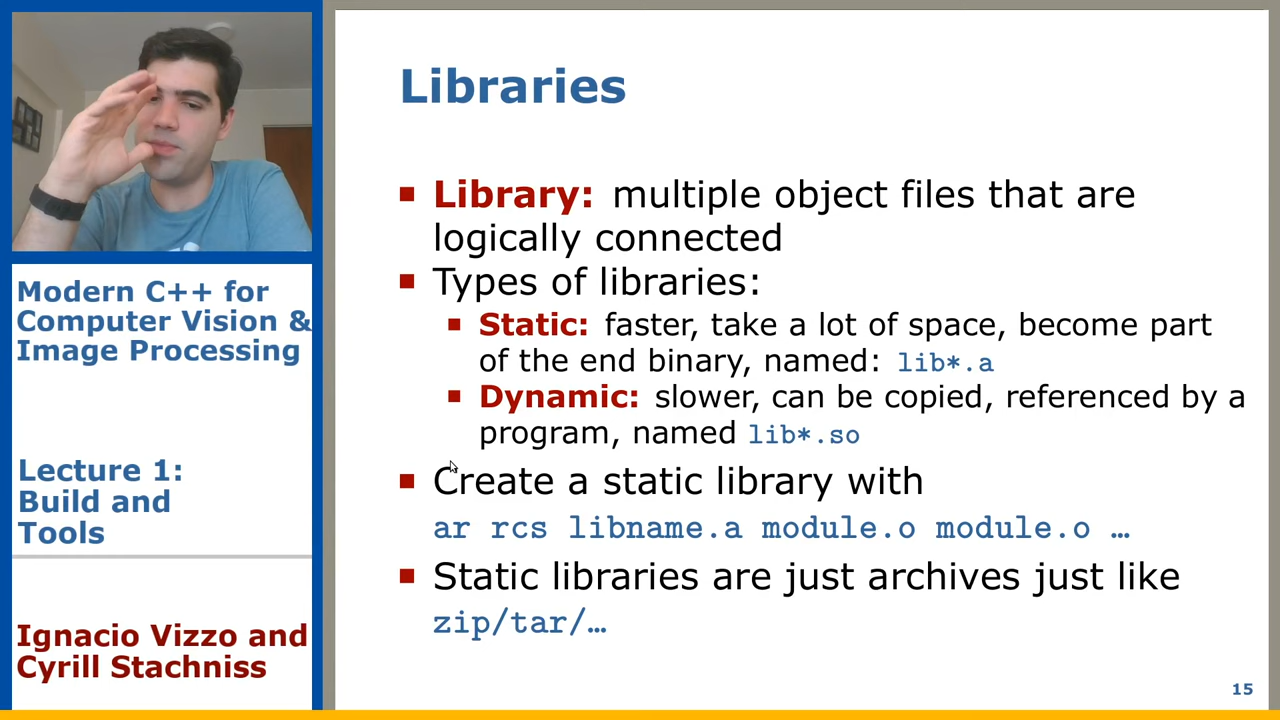 Modern C++ for
Computer Vision &
Image Processing
Lecture 1:
Build and
Tools
Ignacio Vizzo and
Cyrill Stachniss
Libraries
Library: multiple object files that are
logically connected
Types of libraries:
Static: faster, take a lot of space, become part
of the end binary, named: lib*.a
Dynamic: slower, can be copied, referenced by a
program, named lib*.so
Create a static library with
ar rcs libname.a module.o module.o …
Static libraries are just archives just like
zip/tar/…
15